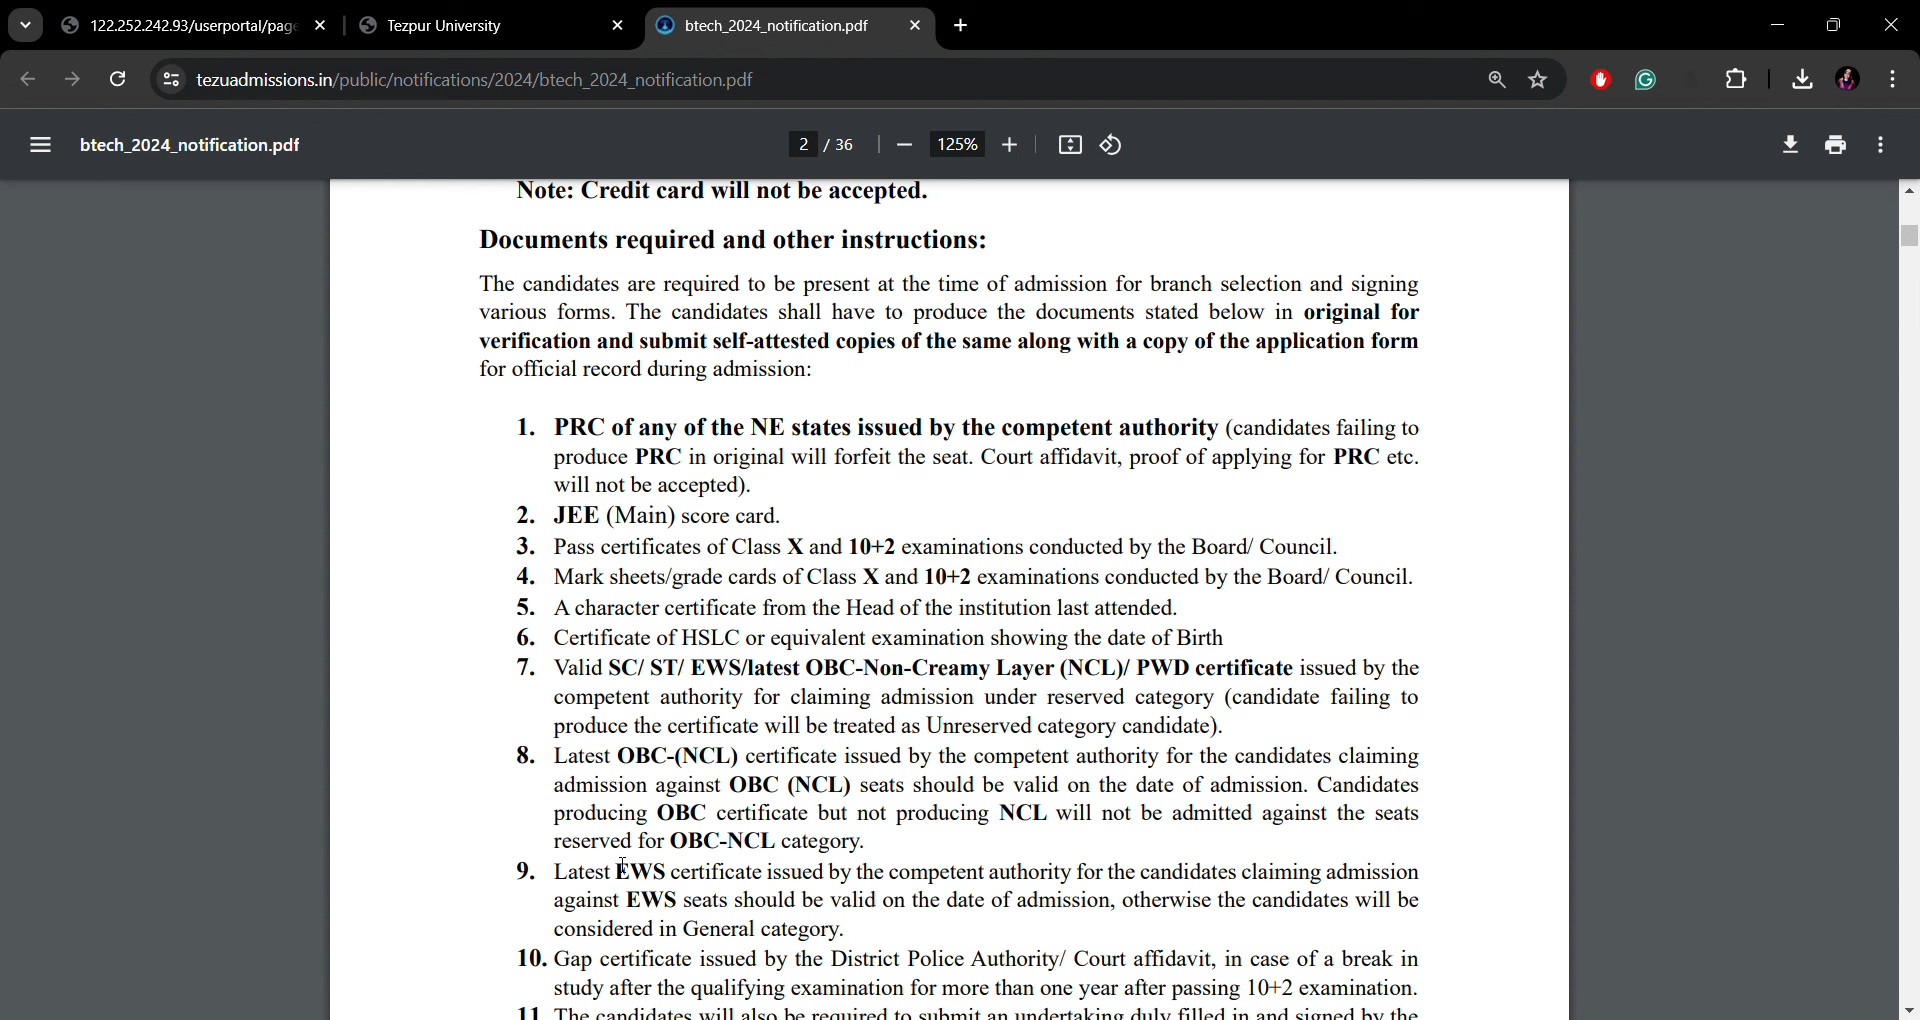 122.252.242.93/userportal/page
Tezpur University
btech_2024_notification.pdf
tezuadmissions.in/public/notifications/2024/btech_2024_notification.pdf
btech_2024_notification.pdf
2 / 36
125%
Note: Credit card will not be accepted.
Documents required and other instructions:
The candidates are required to be present at the time of admission for branch selection and signing
various forms. The candidates shall have to produce the documents stated below in original for
verification and submit self-attested copies of the same along with a copy of the application form
for official record during admission:
1. PRC of any of the NE states issued by the competent authority (candidates failing to
produce PRC in original will forfeit the seat. Court affidavit, proof of applying for PRC etc.
will not be accepted).
2. JEE (Main) score card.
3. Pass certificates of Class X and 10+2 examinations conducted by the Board/ Council.
4. Mark sheets/grade cards of Class X and 10+2 examinations conducted by the Board/ Council.
5. A character certificate from the Head of the institution last attended.
6. Certificate of HSLC or equivalent examination showing the date of Birth
7. Valid SC/ ST/ EWS/latest OBC-Non-Creamy Layer (NCL)/ PWD certificate issued by the
competent authority for claiming admission under reserved category (candidate failing to
produce the certificate will be treated as Unreserved category candidate).
8. Latest OBC-(NCL) certificate issued by the competent authority for the candidates claiming
admission against OBC (NCL) seats should be valid on the date of admission. Candidates
producing OBC certificate but not producing NCL will not be admitted against the seats
reserved for OBC-NCL category.
9. Latest EWS certificate issued by the competent authority for the candidates claiming admission
against EWS seats should be valid on the date of admission, otherwise the candidates will be
considered in General category.
10. Gap certificate issued by the District Police Authority/ Court affidavit, in case of a break in
study after the qualifying examination for more than one year after passing 10+2 examination.
11. The candidates will also be required to submit an undertaking duly filled in and signed by the